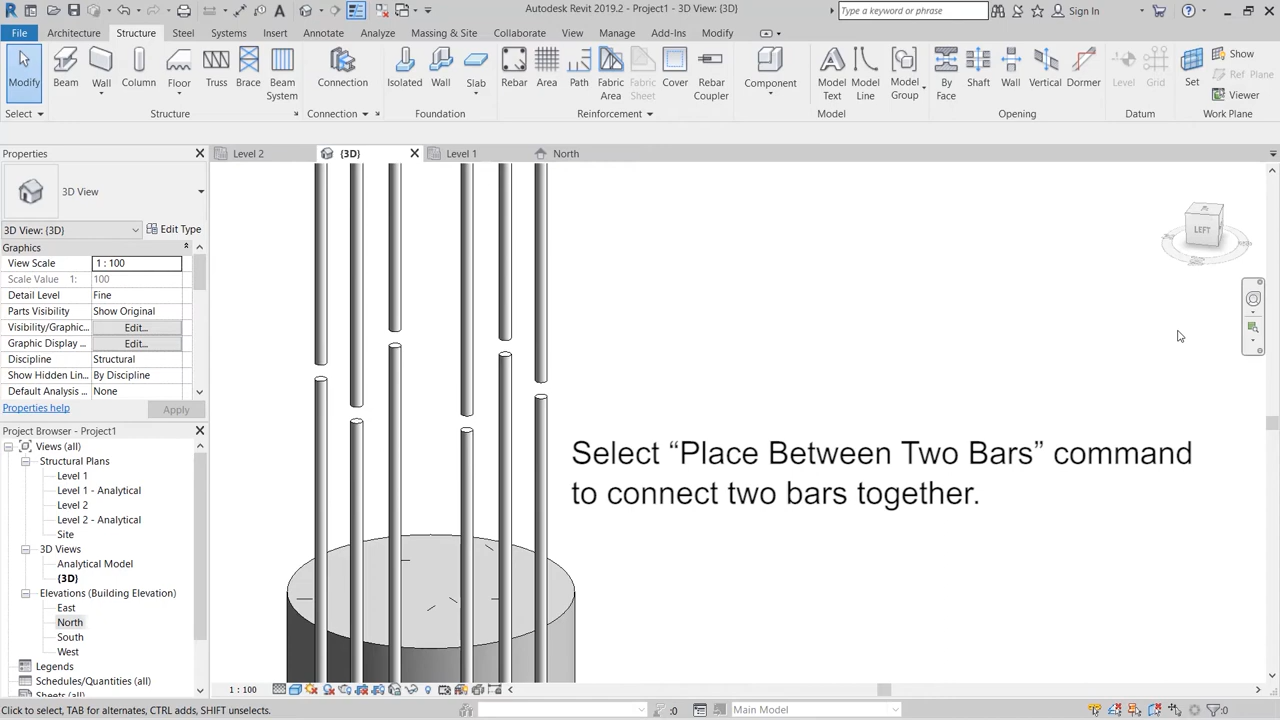 Autodesk Revit 2019.2 - Project1 - 3D View: {3D}
Type a keyword or phrase
Sign In
File Architecture Structure Steel Systems Insert Annotate Analyze Massing & Site Collaborate View Manage Add-Ins Modify
Modify Beam Wall Column Floor Truss Brace Beam System Connection Isolated Wall Slab Rebar Area Path Fabric Area Fabric Sheet Cover Rebar Coupler Component Model Text Model Line Model Group By Face Shaft Wall Vertical Dormer Level Grid Set Show
Ref Plane
Viewer
Select Structure Connection Foundation Reinforcement Model Opening Datum Work Plane
Properties
Level 2 {3D} Level 1 North
3D View
3D View: {3D} Edit Type
Graphics
View Scale 1 : 100
Scale Value 1: 100
Detail Level Fine
Parts Visibility Show Original
Visibility/Graphic... Edit...
Graphic Display ... Edit...
Discipline Structural
Show Hidden Lin... By Discipline
Default Analysis ... None
Properties help Apply
Project Browser - Project1
Views (all)
Structural Plans
Level 1
Level 1 - Analytical
Level 2
Level 2 - Analytical
Site
3D Views
Analytical Model
{3D}
Elevations (Building Elevation)
East
North
South
West
Legends
Schedules/Quantities (all)
Sheets (all)
LEFT
Select “Place Between Two Bars” command
to connect two bars together.
1 : 100
Click to select, TAB for alternates, CTRL adds, SHIFT unselects.
:0
Main Model
:0